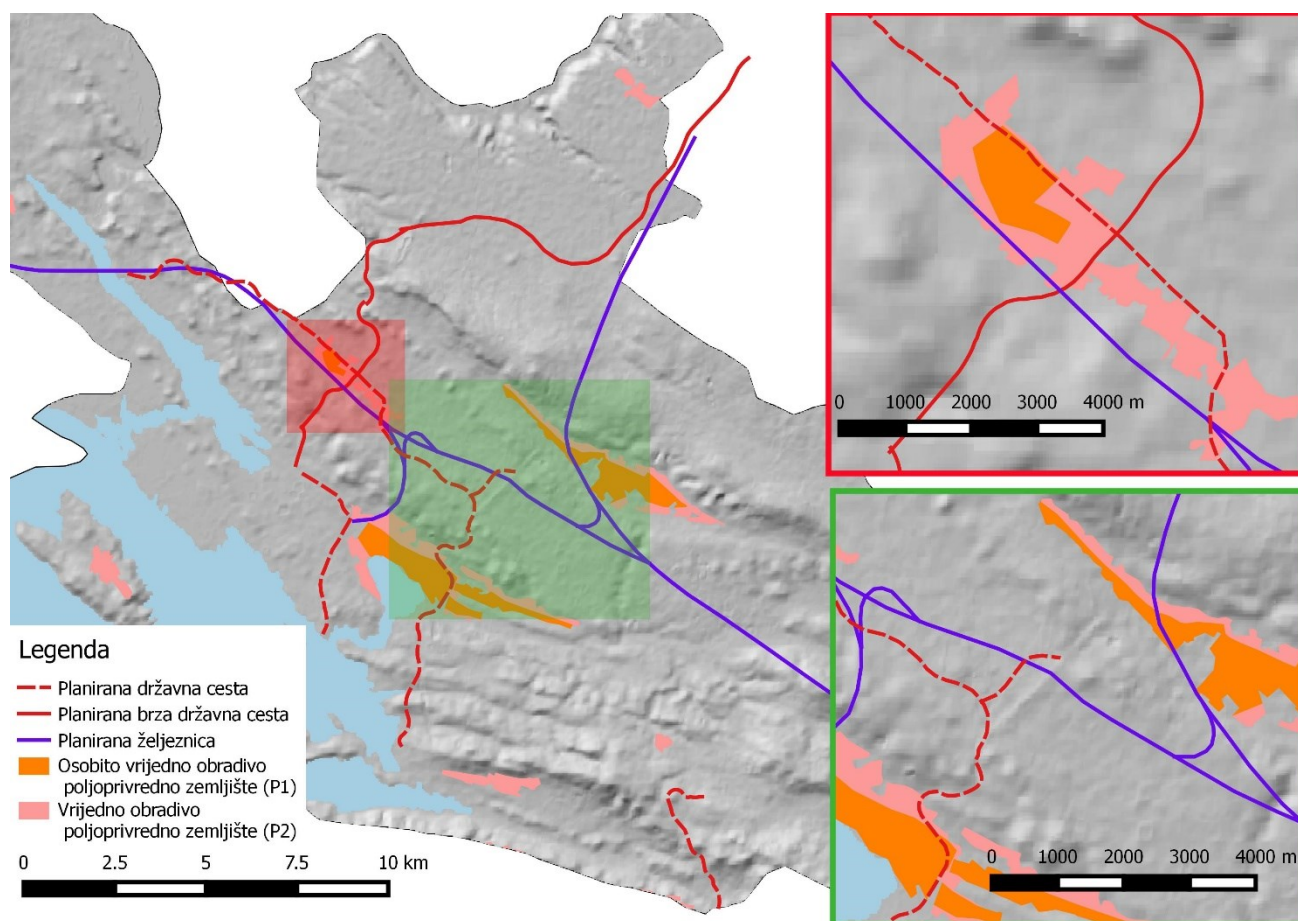 0 1000 2000 3000 4000 m
Legenda
Planirana državna cesta
Planirana brza državna cesta
Planirana željeznica
Osobito vrijedno obradivo
poljoprivredno zemljište (P1)
Vrijedno obradivo
poljoprivredno zemljište (P2)
0 2.5 5 7.5 10 km
0 1000 2000 3000 4000 m